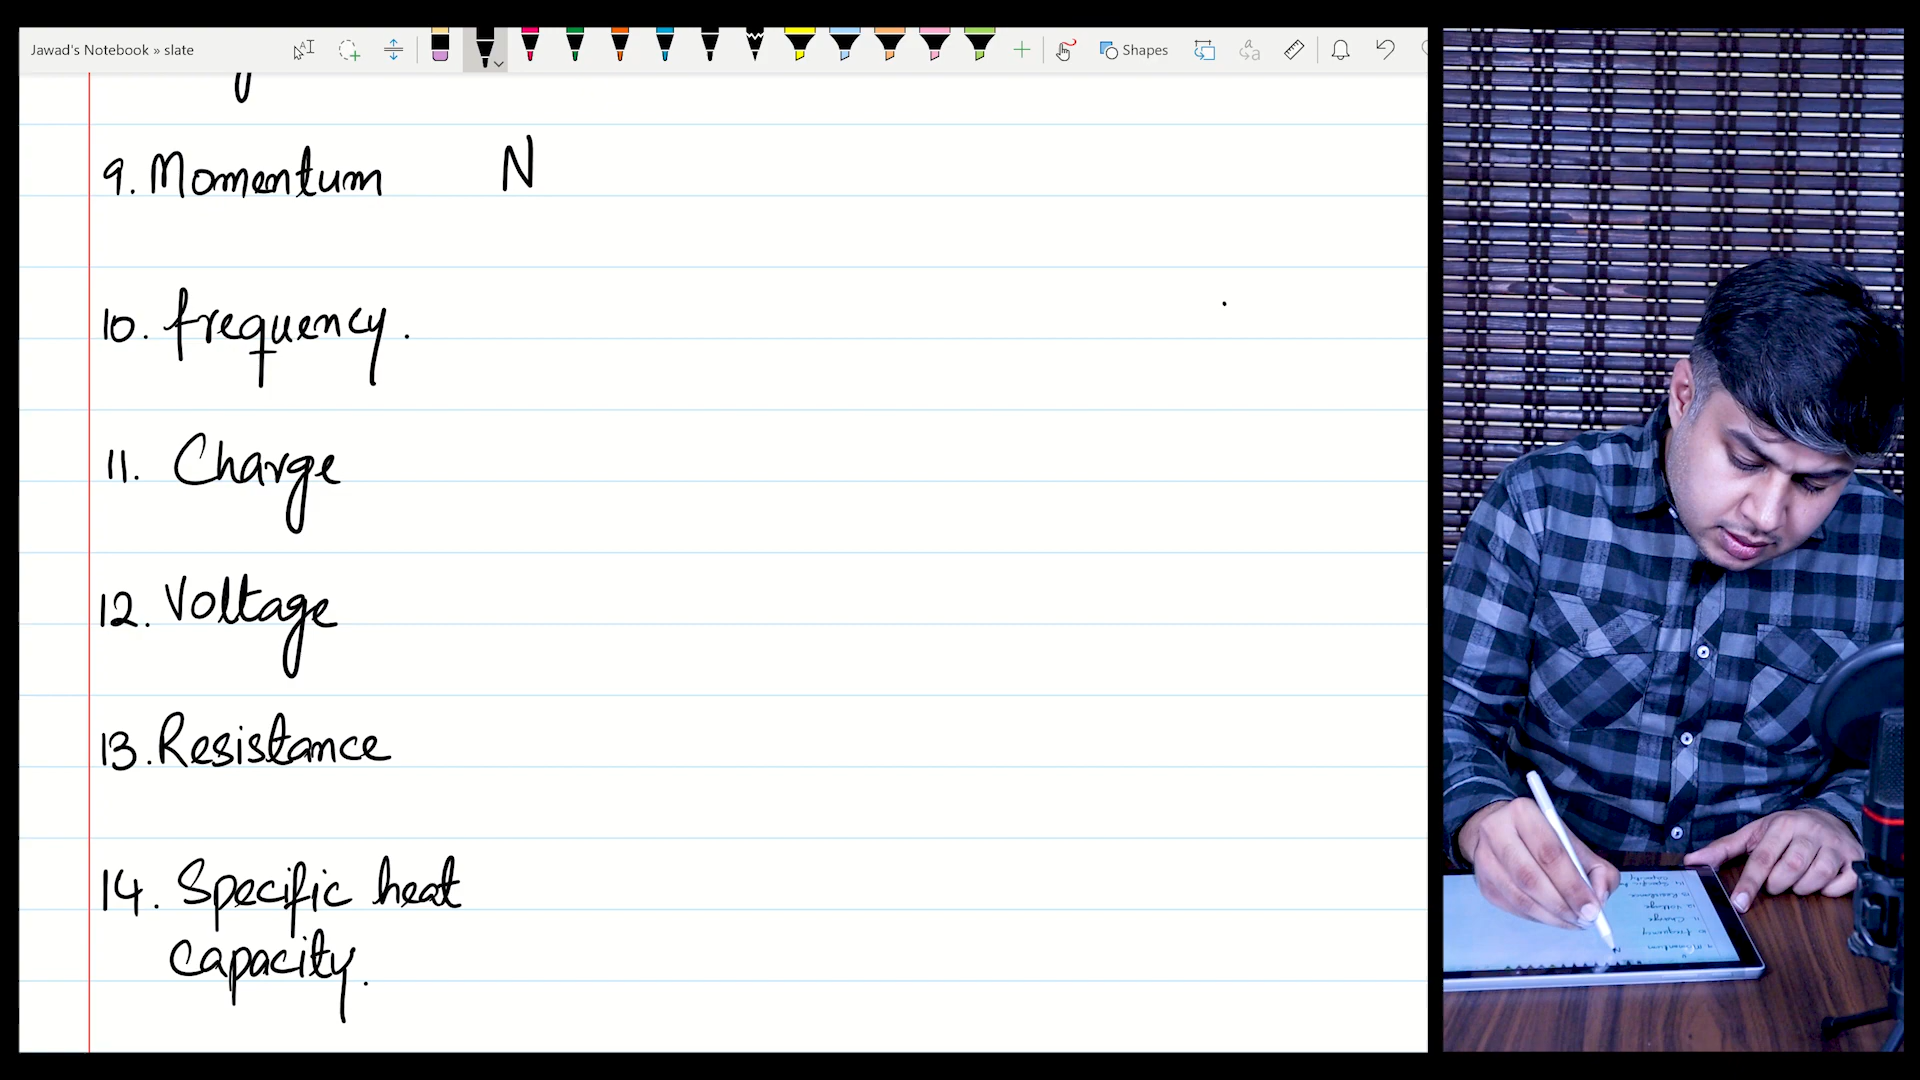 Jawad's Notebook » slate
Shapes
9. Momentum N
10. frequency.
11. Charge
12. Voltage
13. Resistance
14. Specific heat
capacity.